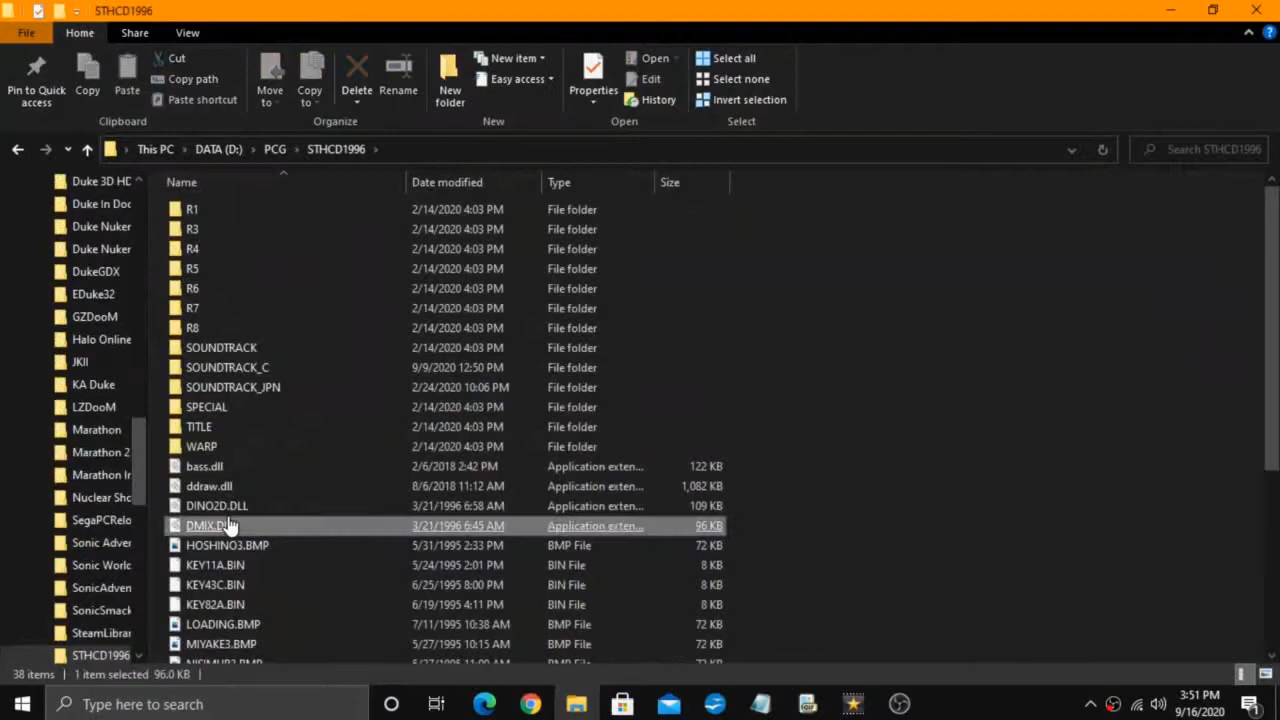 STHCD1996
File Home Share View
Pin to Quick access
Copy
Paste
Cut
Copy path
Paste shortcut
Clipboard
Move to
Copy to
Delete
Rename
Organize
New folder
New item
Easy access
New
Properties
Open
Edit
History
Open
Select all
Select none
Invert selection
Select
This PC DATA (D:) PCG STHCD1996
Search STHCD1996
Duke 3D HD
Duke In Doc
Duke Nuker
Duke Nuker
DukeGDX
EDuke32
GZDooM
Halo Online
JKII
KA Duke
LZDooM
Marathon
Marathon 2
Marathon In
Nuclear Sho
SegaPCRelo
Sonic Adver
Sonic World
SonicAdven
SonicSmack
SteamLibrar
STHCD1996
Name Date modified Type Size
R1 2/14/2020 4:03 PM File folder
R3 2/14/2020 4:03 PM File folder
R4 2/14/2020 4:03 PM File folder
R5 2/14/2020 4:03 PM File folder
R6 2/14/2020 4:03 PM File folder
R7 2/14/2020 4:03 PM File folder
R8 2/14/2020 4:03 PM File folder
SOUNDTRACK 2/14/2020 4:03 PM File folder
SOUNDTRACK_C 9/9/2020 12:50 PM File folder
SOUNDTRACK_JPN 2/24/2020 10:06 PM File folder
SPECIAL 2/14/2020 4:03 PM File folder
TITLE 2/14/2020 4:03 PM File folder
WARP 2/14/2020 4:03 PM File folder
bass.dll 2/6/2018 2:42 PM Application exten... 122 KB
ddraw.dll 8/6/2018 11:12 AM Application exten... 1,082 KB
DINO2D.DLL 3/21/1996 6:58 AM Application exten... 109 KB
DMIX.D 3/21/1996 6:45 AM Application exten... 96 KB
HOSHINO3.BMP 5/31/1995 2:33 PM BMP File 72 KB
KEY11A.BIN 5/24/1995 2:01 PM BIN File 8 KB
KEY43C.BIN 6/25/1995 8:00 PM BIN File 8 KB
KEY82A.BIN 6/19/1995 4:11 PM BIN File 8 KB
LOADING.BMP 7/11/1995 10:38 AM BMP File 72 KB
MIYAKE3.BMP 5/27/1995 10:15 AM BMP File 72 KB
38 items 1 item selected 96.0 KB
Type here to search
3:51 PM
9/16/2020